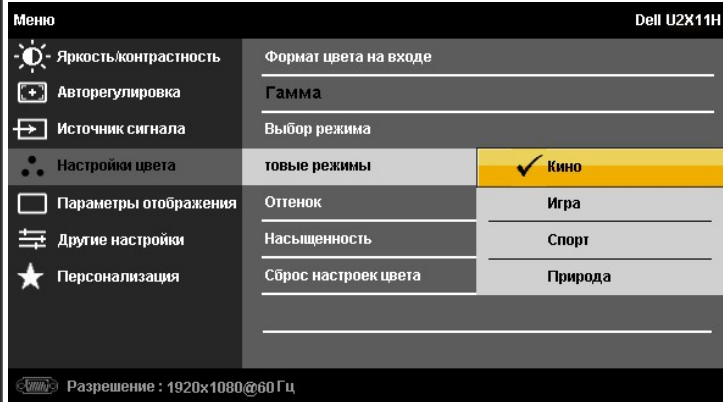 Меню Dell U2X11H
Яркость/контрастность Формат цвета на входе
Авторегулировка Гамма
Источник сигнала Выбор режима
Настройки цвета товые режимы Кино
Параметры отображения Оттенок Игра
Другие настройки Насыщенность Спорт
Персонализация Сброс настроек цвета Природа
Разрешение : 1920x1080@60 Гц